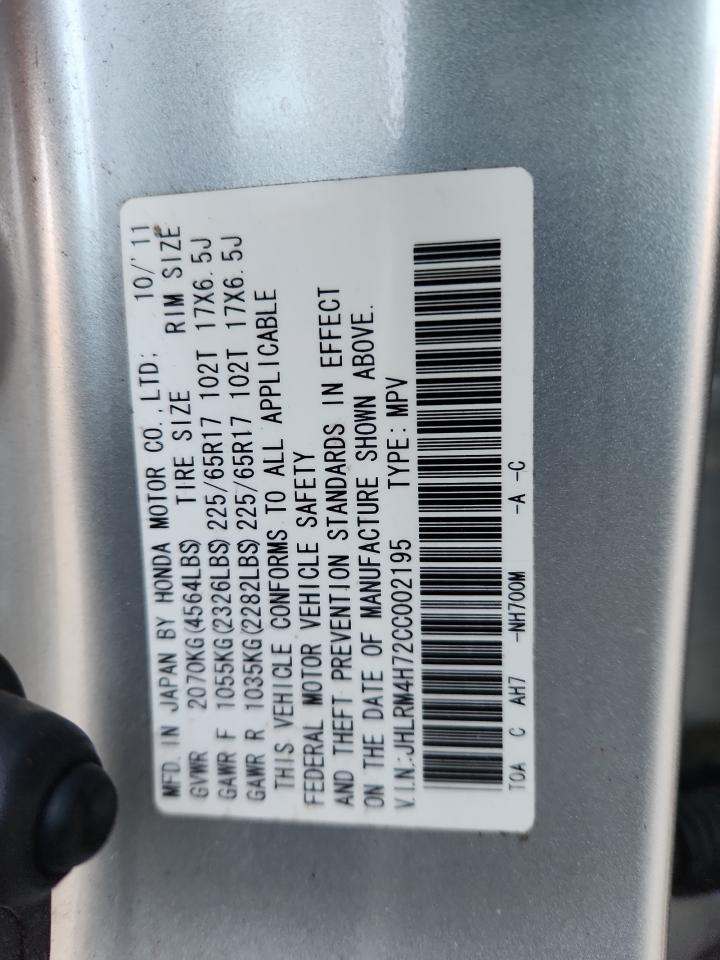 MFD. IN JAPAN BY HONDA MOTOR CO.,LTD; 10/'11
TIRE SIZE RIM SIZE
GVWR 2070KG(4564LBS)
GAWR F 1055KG(2326LBS) 225/65R17 102T 17X6.5J
GAWR R 1035KG(2282LBS) 225/65R17 102T 17X6.5J
THIS VEHICLE CONFORMS TO ALL APPLICABLE
FEDERAL MOTOR VEHICLE SAFETY
AND THEFT PREVENTION STANDARDS IN EFFECT
ON THE DATE OF MANUFACTURE SHOWN ABOVE.
V.I.N:JHLRM4H72CC002195 TYPE:MPV
TOA C AH7 -NH700M -A -C